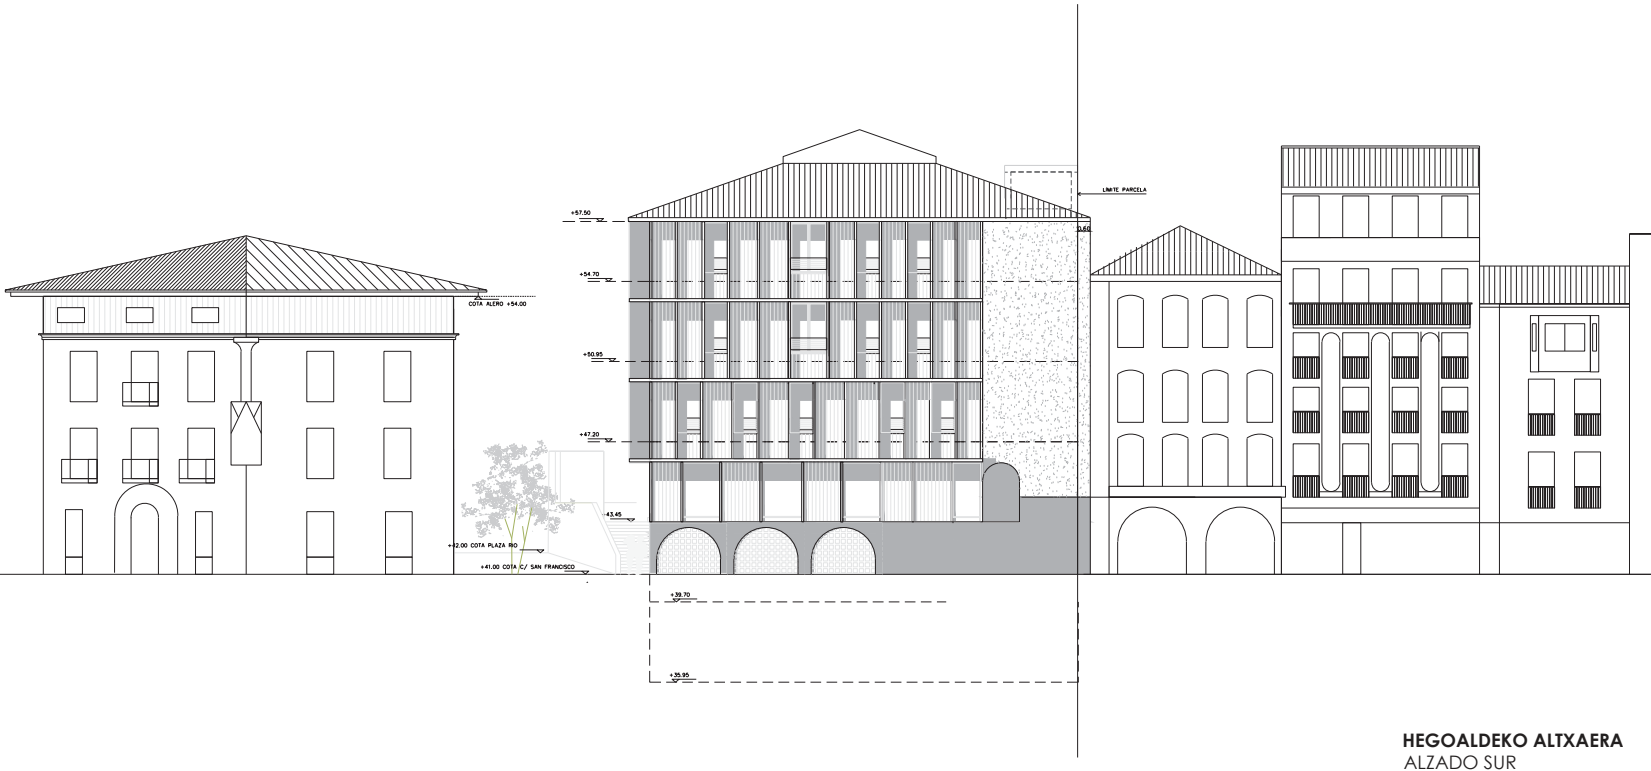 LIMITE PARCELA
+57.50
0.60
+54.70
COTA ALERO +54.00
+50.95
+47.20
+43.45
+42.00 COTA PLAZA RIO
+41.00 COTA C/ SAN FRANCISCO
+39.70
+35.95
HEGOALDEKO ALTXAERA
ALZADO SUR